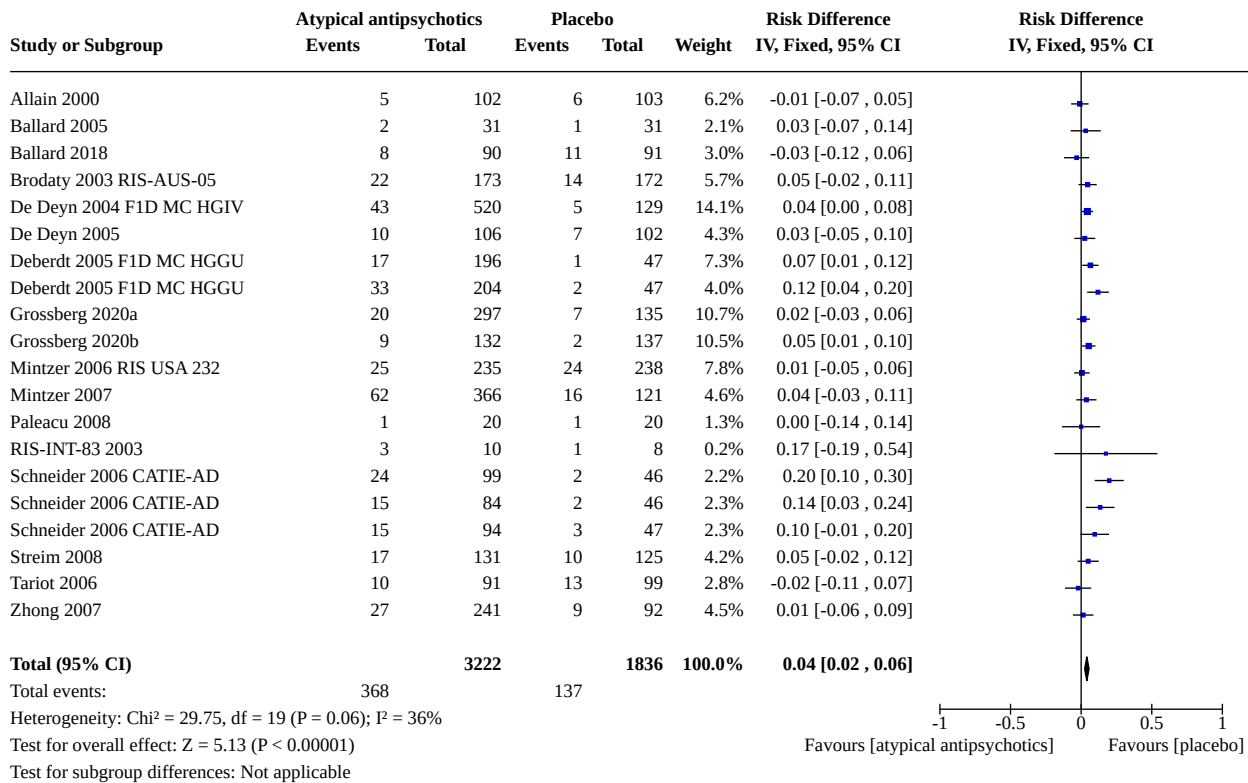 Atypical antipsychotics Placebo Risk Difference Risk Difference
Study or Subgroup Events Total Events Total Weight IV, Fixed, 95% CI IV, Fixed, 95% CI
Allain 2000 5 102 6 103 6.2% -0.01 [-0.07 , 0.05]
Ballard 2005 2 31 1 31 2.1% 0.03 [-0.07 , 0.14]
Ballard 2018 8 90 11 91 3.0% -0.03 [-0.12 , 0.06]
Brodaty 2003 RIS-AUS-05 22 173 14 172 5.7% 0.05 [-0.02 , 0.11]
De Deyn 2004 F1D MC HGIV 43 520 5 129 14.1% 0.04 [0.00 , 0.08]
De Deyn 2005 10 106 7 102 4.3% 0.03 [-0.05 , 0.10]
Deberdt 2005 F1D MC HGGU 17 196 1 47 7.3% 0.07 [0.01 , 0.12]
Deberdt 2005 F1D MC HGGU 33 204 2 47 4.0% 0.12 [0.04 , 0.20]
Grossberg 2020a 20 297 7 135 10.7% 0.02 [-0.03 , 0.06]
Grossberg 2020b 9 132 2 137 10.5% 0.05 [0.01 , 0.10]
Mintzer 2006 RIS USA 232 25 235 24 238 7.8% 0.01 [-0.05 , 0.06]
Mintzer 2007 62 366 16 121 4.6% 0.04 [-0.03 , 0.11]
Paleacu 2008 1 20 1 20 1.3% 0.00 [-0.14 , 0.14]
RIS-INT-83 2003 3 10 1 8 0.2% 0.17 [-0.19 , 0.54]
Schneider 2006 CATIE-AD 24 99 2 46 2.2% 0.20 [0.10 , 0.30]
Schneider 2006 CATIE-AD 15 84 2 46 2.3% 0.14 [0.03 , 0.24]
Schneider 2006 CATIE-AD 15 94 3 47 2.3% 0.10 [-0.01 , 0.20]
Streim 2008 17 131 10 125 4.2% 0.05 [-0.02 , 0.12]
Tariot 2006 10 91 13 99 2.8% -0.02 [-0.11 , 0.07]
Zhong 2007 27 241 9 92 4.5% 0.01 [-0.06 , 0.09]
Total (95% CI) 3222 1836 100.0% 0.04 [0.02 , 0.06]
Total events: 368 137
Heterogeneity: Chi² = 29.75, df = 19 (P = 0.06); I² = 36%
-1 -0.5 0 0.5 1
Test for overall effect: Z = 5.13 (P < 0.00001) Favours [atypical antipsychotics] Favours [placebo]
Test for subgroup differences: Not applicable